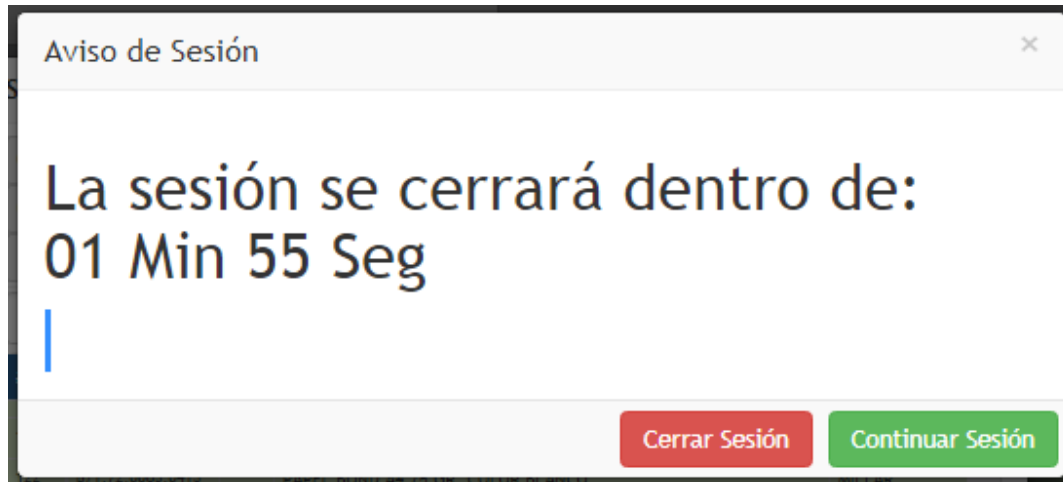 Aviso de Sesión
×
La sesión se cerrará dentro de:
01 Min 55 Seg
Cerrar Sesión
Continuar Sesión